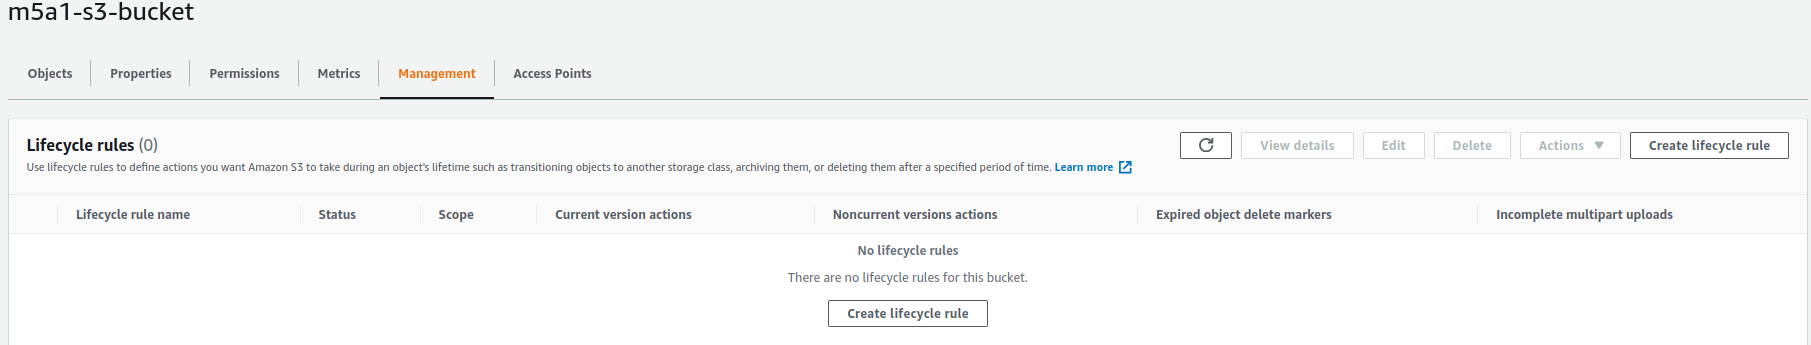 m5a1-s3-bucket
Objects Properties Permissions Metrics Management Access Points
Lifecycle rules (0)
View details Edit Delete Actions Create lifecycle rule
Use lifecycle rules to define actions you want Amazon S3 to take during an object's lifetime such as transitioning objects to another storage class, archiving them, or deleting them after a specified period of time. Learn more
Lifecycle rule name Status Scope Current version actions Noncurrent versions actions Expired object delete markers Incomplete multipart uploads
No lifecycle rules
There are no lifecycle rules for this bucket.
Create lifecycle rule